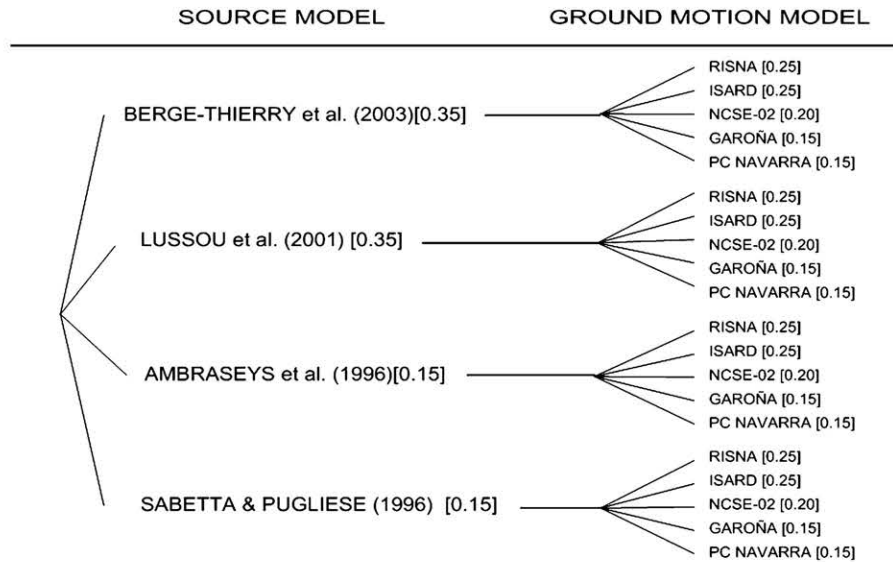 SOURCE MODEL GROUND MOTION MODEL
BERGE-THIERRY et al. (2003)[0.35]
RISNA [0.25]
ISARD [0.25]
NCSE-02 [0.20]
GAROÑA [0.15]
PC NAVARRA [0.15]
LUSSOU et al. (2001) [0.35]
RISNA [0.25]
ISARD [0.25]
NCSE-02 [0.20]
GAROÑA [0.15]
PC NAVARRA [0.15]
AMBRASEYS et al. (1996)[0.15]
RISNA [0.25]
ISARD [0.25]
NCSE-02 [0.20]
GAROÑA [0.15]
PC NAVARRA [0.15]
SABETTA & PUGLIESE (1996) [0.15]
RISNA [0.25]
ISARD [0.25]
NCSE-02 [0.20]
GAROÑA [0.15]
PC NAVARRA [0.15]